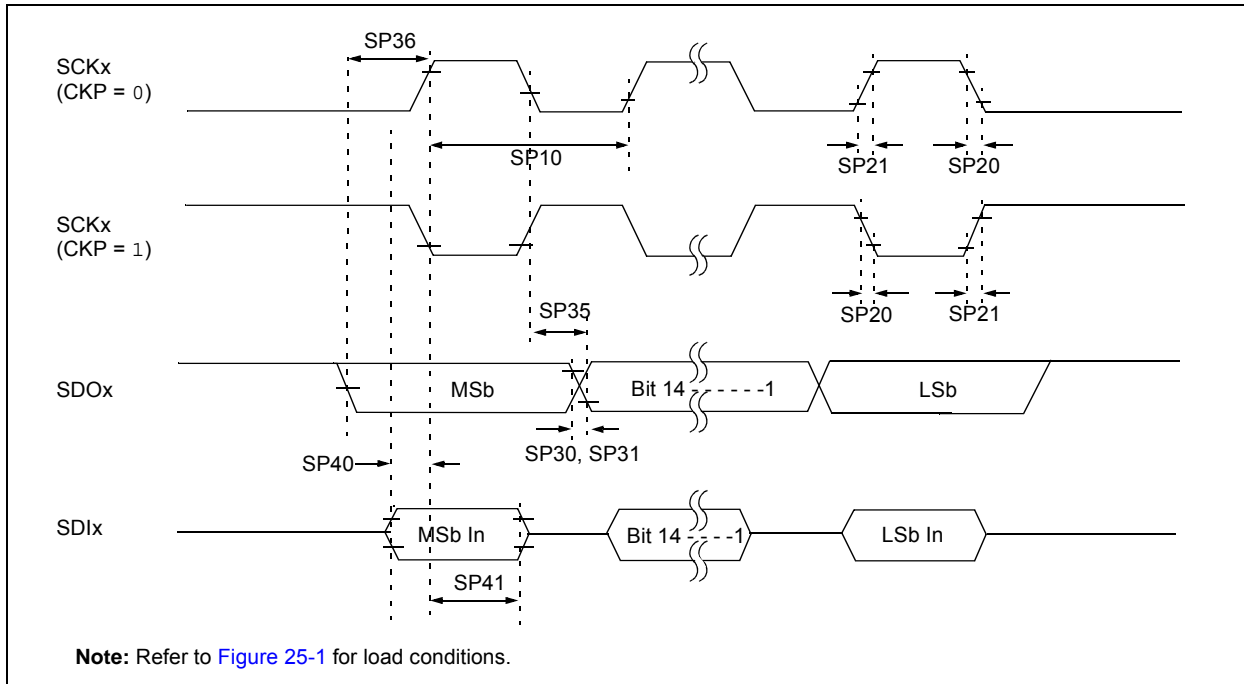 SP36
SCKx
(CKP = 0)
SP10
SP21
SP20
SCKx
(CKP = 1)
SP35
SP20
SP21
SDOx
MSb
Bit 14 - - - - - -1
LSb
SP30, SP31
SP40
SDIx
MSb In
Bit 14 - - - - -1
LSb In
SP41
Note: Refer to Figure 25-1 for load conditions.